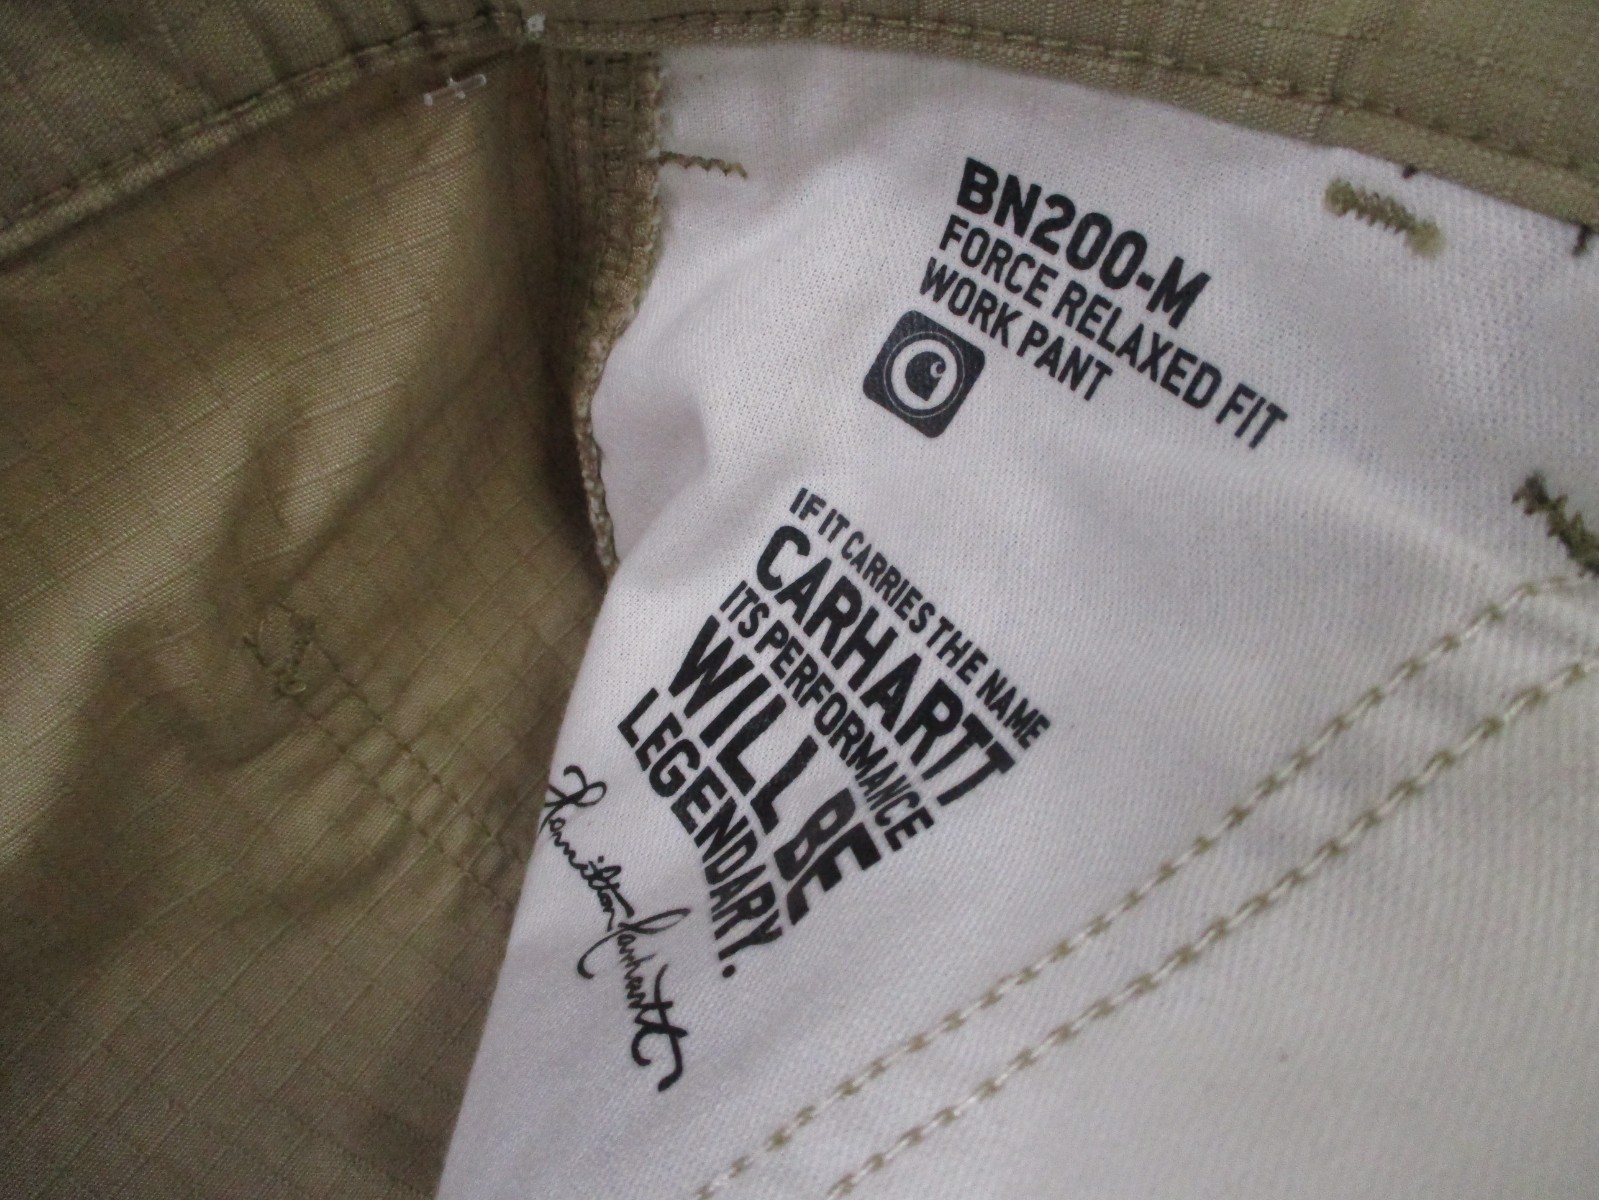 BN200-M
FORCE RELAXED FIT
WORK PANT
IF IT CARRIES THE NAME
CARHARTT
ITS PERFORMANCE
WILL BE
LEGENDARY.
Hamilton Carhartt